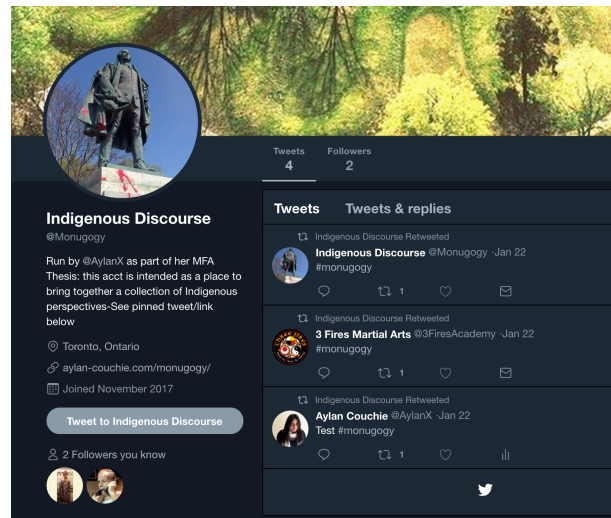 Tweets Followers
4 2
Indigenous Discourse
@Monugogy
Run by @AylanX as part of her MFA
Thesis: this acct is intended as a place to
bring together a collection of Indigenous
perspectives-See pinned tweet/link
below
Toronto, Ontario
aylan-couchie.com/monugogy/
Joined November 2017
Tweet to Indigenous Discourse
2 Followers you know
Tweets Tweets & replies
Indigenous Discourse Retweeted
Indigenous Discourse @Monugogy ·Jan 22
#monugogy
1
Indigenous Discourse Retweeted
3 Fires Martial Arts @3FiresAcademy ·Jan 22
#monugogy
1
Indigenous Discourse Retweeted
Aylan Couchie @AylanX ·Jan 22
Test #monugogy
1